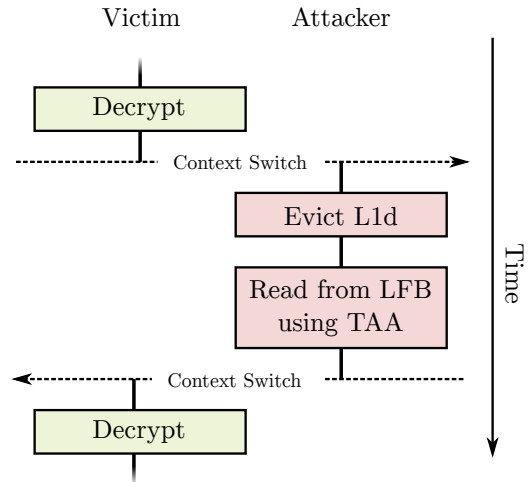 Victim
Attacker
Decrypt
Context Switch
Evict L1d
Read from LFB
using TAA
Time
Context Switch
Decrypt